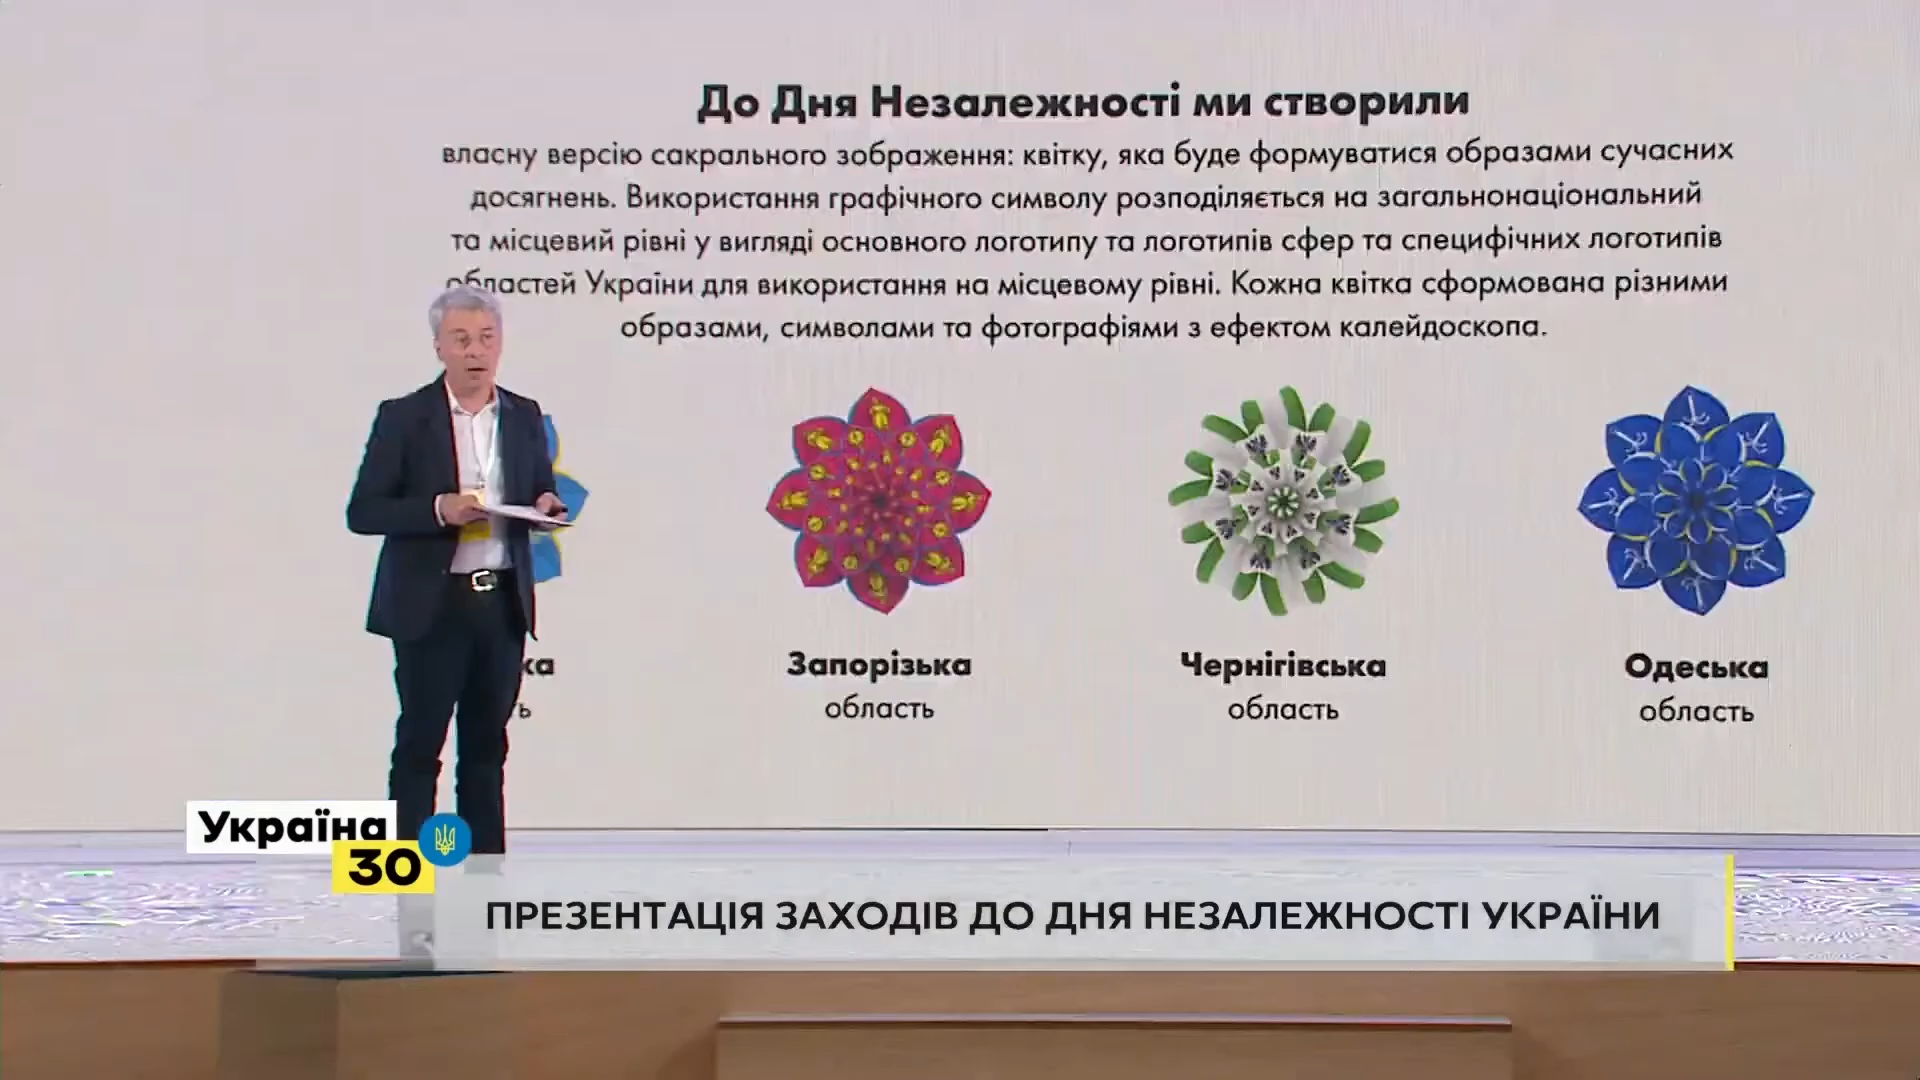 До Дня Незалежності ми створили
власну версію сакрального зображення: квітку, яка буде формуватися образами сучасних
досягнень. Використання графічного символу розподіляється на загальнонаціональний
та місцевий рівні у вигляді основного логотипу та логотипів сфер та специфічних логотипів
областей України для використання на місцевому рівні. Кожна квітка сформована різними
образами, символами та фотографіями з ефектом калейдоскопа.
Запорізька
область
Чернігівська
область
Одеська
область
Україна
30
ПРЕЗЕНТАЦІЯ ЗАХОДІВ ДО ДНЯ НЕЗАЛЕЖНОСТІ УКРАЇНИ